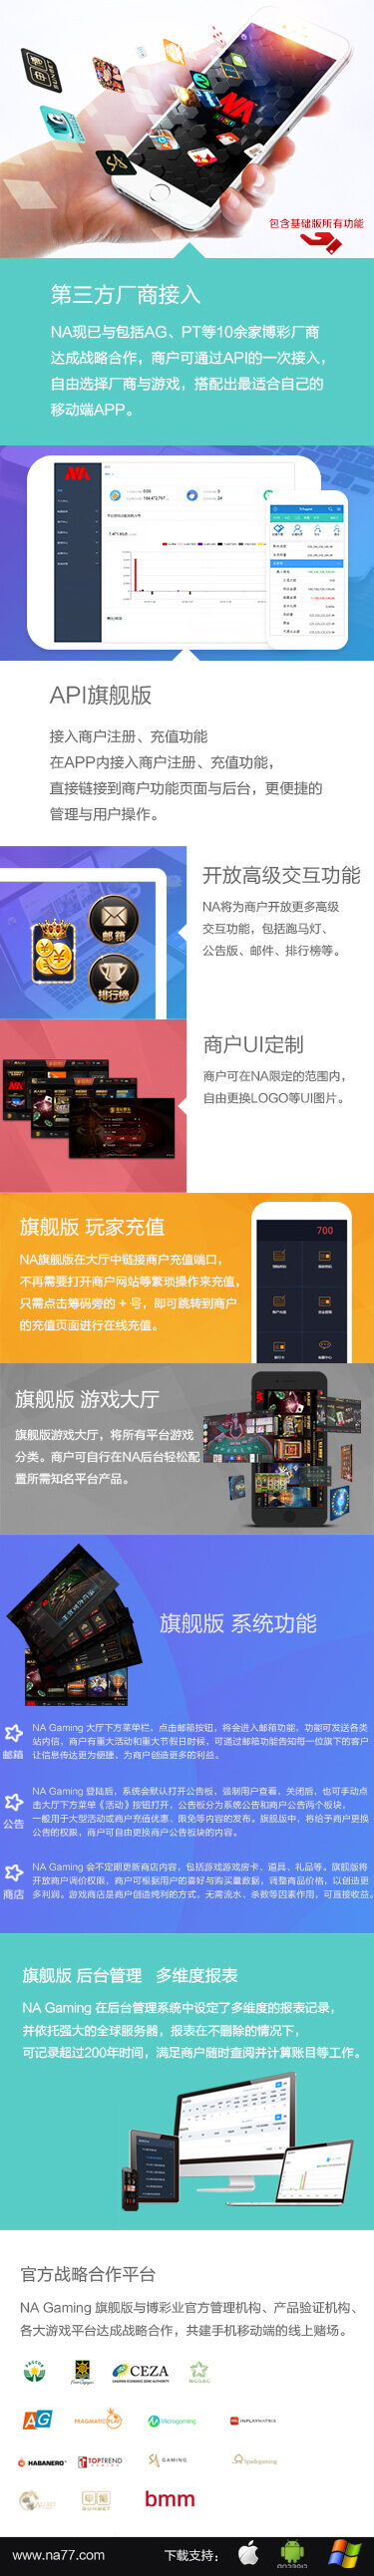 NA
包含基础版所有功能
第三方厂商接入
NA现已与包括AG、PT等10余家博彩厂商
达成战略合作，商户可通过API的一次接入，
自由选择厂商与游戏，搭配出最适合自己的
移动端APP。
NA
API旗舰版
接入商户注册、充值功能
在APP内接入商户注册、充值功能，
直接链接到商户功能页面与后台，更便捷的
管理与用户操作。
邮箱
排行榜
开放高级交互功能
NA将为商户开放更多高级
交互功能，包括跑马灯、
公告版、邮件、排行榜等。
商户UI定制
商户可在NA限定的范围内，
自由更换LOGO等UI图片。
旗舰版 玩家充值
NA旗舰版在大厅中链接商户充值端口，
不再需要打开商户网站等繁琐操作来充值，
只需点击筹码旁的 + 号，即可跳转到商户
的充值页面进行在线充值。
700
旗舰版 游戏大厅
旗舰版游戏大厅，将所有平台游戏
分类。商户可自行在NA后台轻松配
置所需知名平台产品。
旗舰版 系统功能
邮箱
NA Gaming 大厅下方菜单栏，点击邮箱按钮，将会进入邮箱功能，功能可发送各类
站内信，商户有重大活动和重大节假日时候，可通过邮箱功能告知每一位旗下的客户
让信息传达更为便捷，为商户创造更多的利益。
公告
NA Gaming 登陆后，系统会默认打开公告板，强制用户查看，关闭后，也可手动点
击大厅下方菜单《活动》按钮打开，公告板分为系统公告和商户公告两个板块，
一般用于大型活动或商户充值优惠、限免等内容的发布。旗舰版中，将给予商户更换
公告的权限，商户可自由更换商户公告板块的内容。
商店
NA Gaming 会不定期更新商店内容，包括游戏游戏房卡、道具、礼品等。旗舰版将
开放商户调价权限，商户可根据用户的喜好与购买量数据，调整商品价格，以创造更
多利润。游戏商店是商户创造纯利的方式，无需流水、杀数等因素作用，可直接收益。
旗舰版 后台管理 多维度报表
NA Gaming 在后台管理系统中设定了多维度的报表记录，
并依托强大的全球服务器，报表在不删除的情况下，
可记录超过200年时间，满足商户随时查阅并计算账目等工作。
官方战略合作平台
NA Gaming 旗舰版与博彩业官方管理机构、产品验证机构、
各大游戏平台达成战略合作，共建手机移动端的线上赌场。
CEZA
CAGAYAN ECONOMIC ZONE AUTHORITY
NCGAC
AG
PRAGMATIC PLAY
Microgaming
HABANERO
TOPTREND
GAMING
SA GAMING
Spadegaming
SUNBET
bmm
www.na77.com
下载支持：
ANDROID